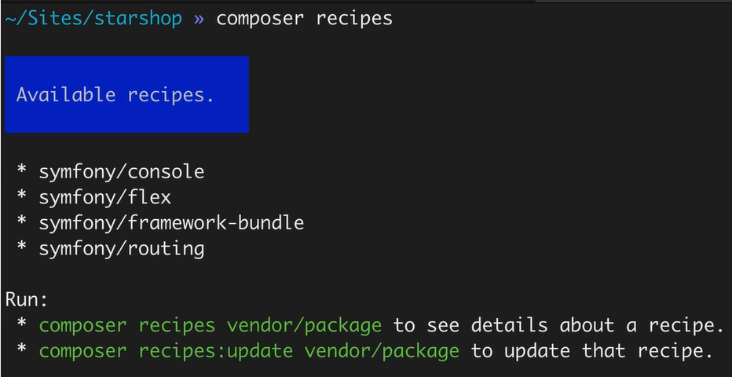 ~/Sites/starshop » composer recipes
Available recipes.
* symfony/console
* symfony/flex
* symfony/framework-bundle
* symfony/routing
Run:
* composer recipes vendor/package to see details about a recipe.
* composer recipes:update vendor/package to update that recipe.